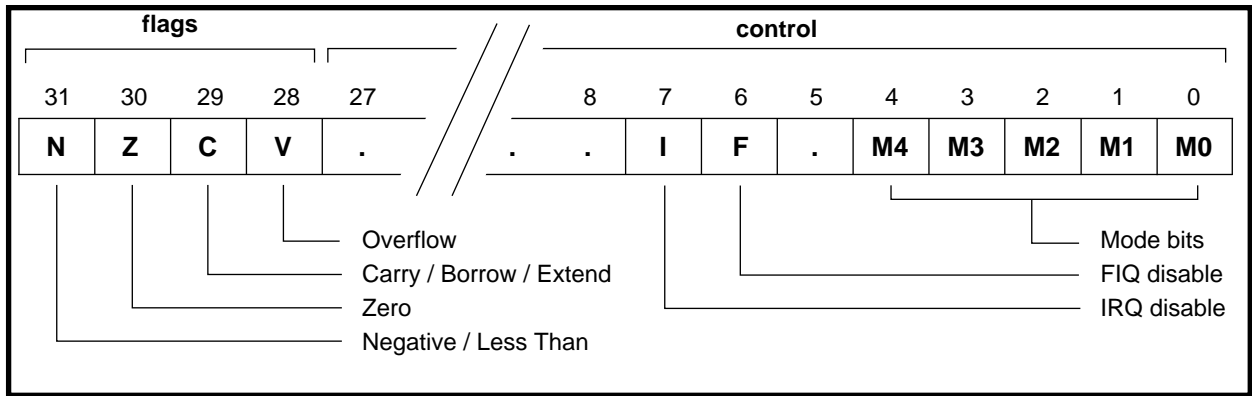 flags control
31 30 29 28 27 8 7 6 5 4 3 2 1 0
N Z C V . . . I F . M4 M3 M2 M1 M0
Overflow Mode bits
Carry / Borrow / Extend FIQ disable
Zero IRQ disable
Negative / Less Than